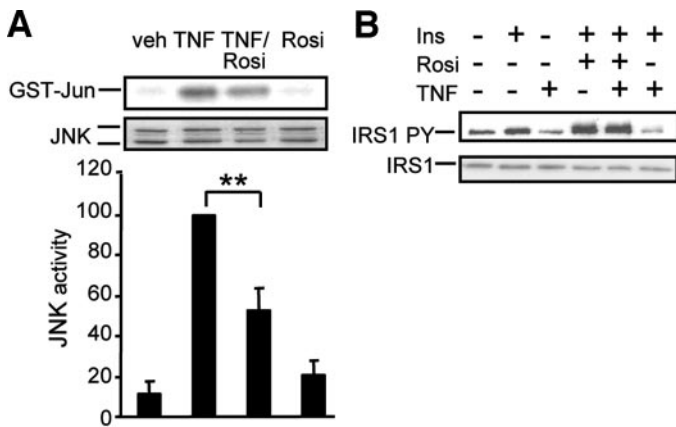 A
veh TNF TNF/ Rosi
Rosi
GST-Jun
JNK
120
100
80
60
40
20
0
**
JNK activity
B
Ins - + - + + +
Rosi - - - + + -
TNF - - + - + +
IRS1 PY
IRS1